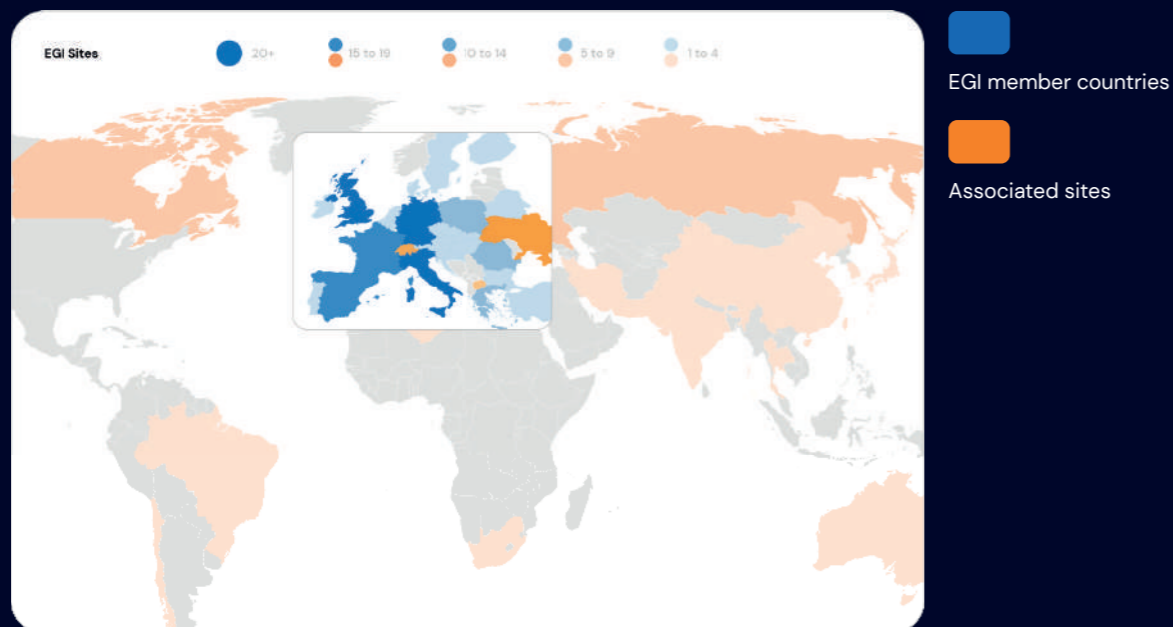 EGI Sites 20+ 15 to 19 10 to 14 5 to 9 1 to 4
EGI member countries
Associated sites